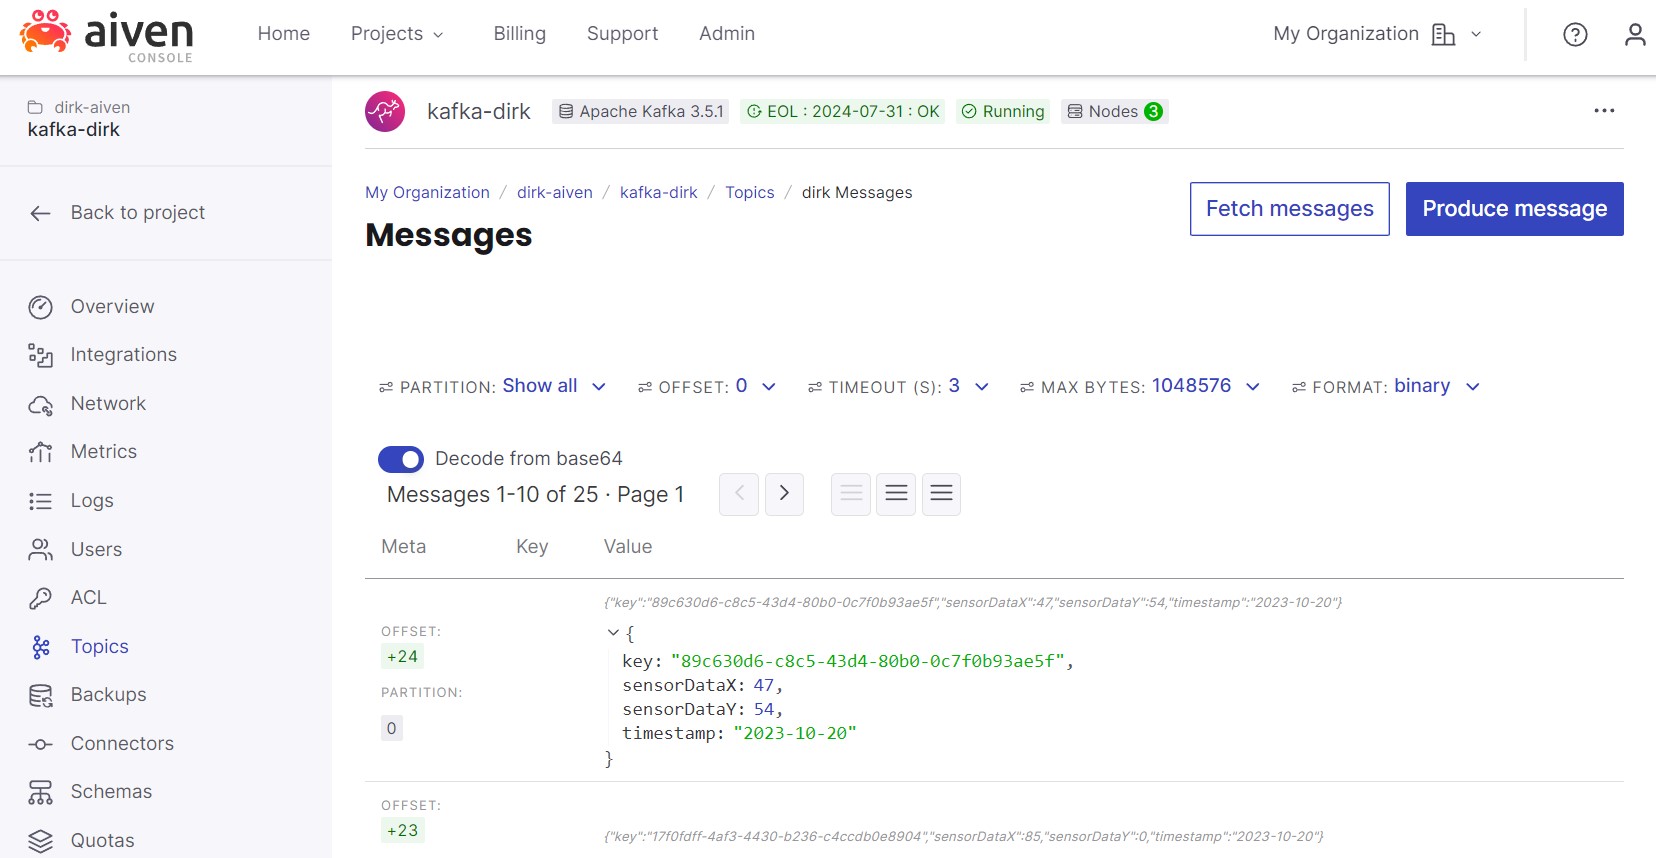 aiven
CONSOLE
Home
Projects
Billing
Support
Admin
My Organization
dirk-aiven
kafka-dirk
Back to project
Overview
Integrations
Network
Metrics
Logs
Users
ACL
Topics
Backups
Connectors
Schemas
Quotas
kafka-dirk
Apache Kafka 3.5.1
EOL : 2024-07-31 : OK
Running
Nodes 3
My Organization / dirk-aiven / kafka-dirk / Topics / dirk Messages
Messages
Fetch messages
Produce message
PARTITION: Show all
OFFSET: 0
TIMEOUT (S): 3
MAX BYTES: 1048576
FORMAT: binary
Decode from base64
Messages 1-10 of 25 · Page 1
Meta
Key
Value
{"key":"89c630d6-c8c5-43d4-80b0-0c7f0b93ae5f","sensorDataX":47,"sensorDataY":54,"timestamp":"2023-10-20"}
OFFSET:
+24
PARTITION:
0
{
key: "89c630d6-c8c5-43d4-80b0-0c7f0b93ae5f",
sensorDataX: 47,
sensorDataY: 54,
timestamp: "2023-10-20"
}
OFFSET:
+23
{"key":"17f0fdff-4af3-4430-b236-c4ccdb0e8904","sensorDataX":85,"sensorDataY":0,"timestamp":"2023-10-20"}